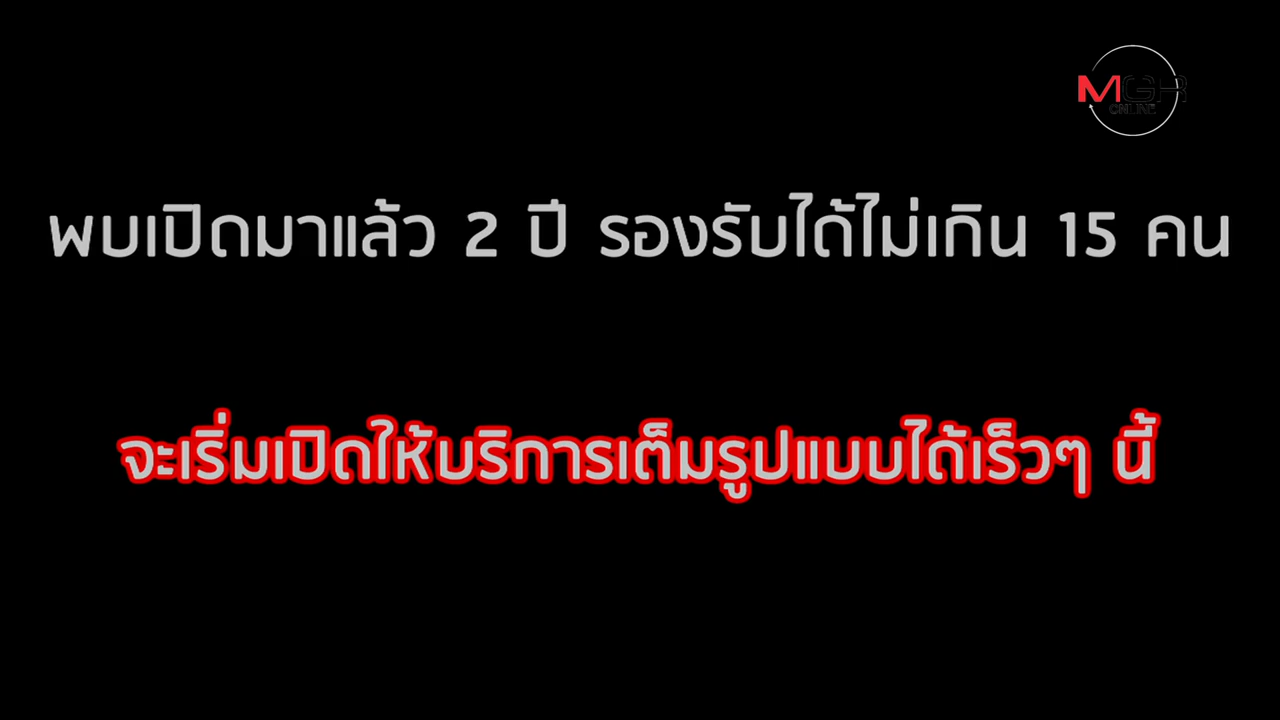 MGR
ONLINE
พบเปิดมาแล้ว 2 ปี รองรับได้ไม่เกิน 15 คน
จะเริ่มเปิดให้บริการเต็มรูปแบบได้เร็วๆ นี้